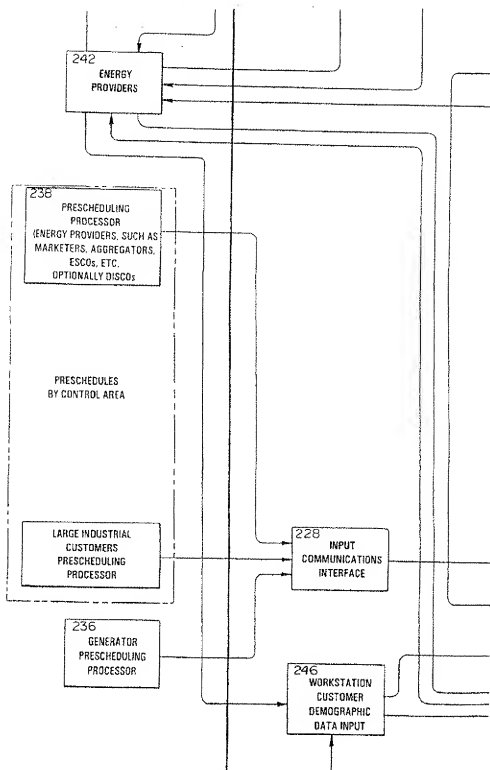 242
ENERGY
PROVIDERS
238
PRESCHEDULING
PROCESSOR
(ENERGY PROVIDERS, SUCH AS
MARKETERS, AGGREGATORS,
ESCOs, ETC.
OPTIONALLY DISCOs
PRESCHEDULES
BY CONTROL AREA
LARGE INDUSTRIAL
CUSTOMERS
PRESCHEDULING
PROCESSOR
228
INPUT
COMMUNICATIONS
INTERFACE
236
GENERATOR
PRESCHEDULING
PROCESSOR
246
WORKSTATION
CUSTOMER
DEMOGRAPHIC
DATA INPUT